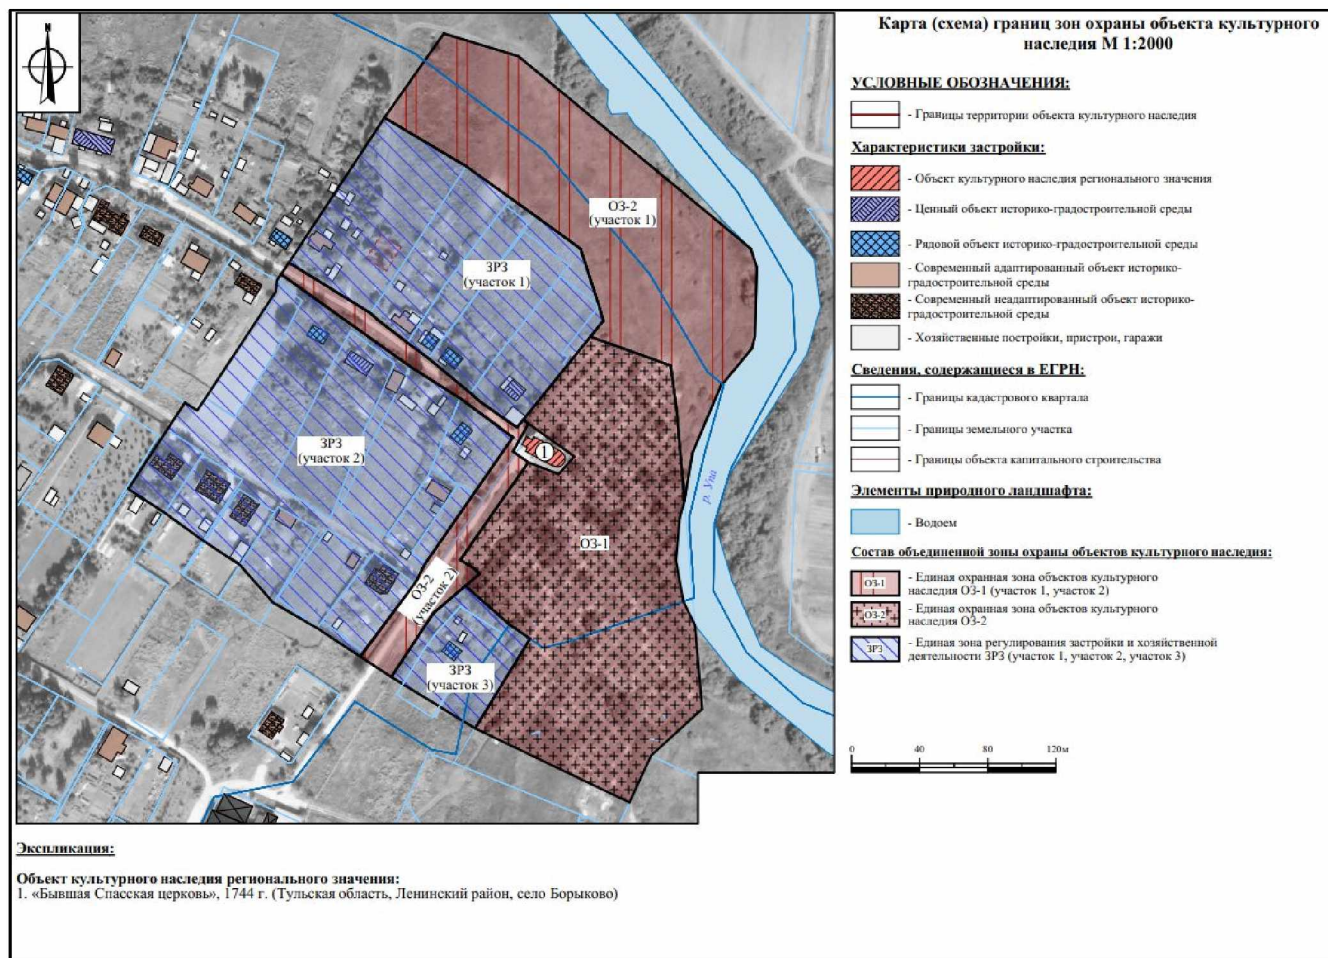 Карта (схема) границ зон охраны объекта культурного
наследия М 1:2000
N
УСЛОВНЫЕ ОБОЗНАЧЕНИЯ:
- Границы территории объекта культурного наследия
Характеристики застройки:
- Объект культурного наследия регионального значения
- Ценный объект историко-градостроительной среды
- Рядовой объект историко-градостроительной среды
- Современный адаптированный объект историко-
градостроительной среды
- Современный неадаптированный объект историко-
градостроительной среды
- Хозяйственные постройки, пристрои, гаражи
Сведения, содержащиеся в ЕГРН:
- Границы кадастрового квартала
- Границы земельного участка
- Границы объекта капитального строительства
Элементы природного ландшафта:
- Водоем
Состав объединенной зоны охраны объектов культурного наследия:
ОЗ-1
- Единая охранная зона объектов культурного
наследия ОЗ-1 (участок 1, участок 2)
ОЗ-2
- Единая охранная зона объектов культурного
наследия ОЗ-2
ЗРЗ
- Единая зона регулирования застройки и хозяйственной
деятельности ЗРЗ (участок 1, участок 2, участок 3)
0 40 80 120м
ОЗ-2
(участок 1)
ЗРЗ
(участок 1)
ЗРЗ
(участок 2)
1
р. Упа
ОЗ-1
ОЗ-2
(участок 2)
ЗРЗ
(участок 3)
Экспликация:
Объект культурного наследия регионального значения:
1. «Бывшая Спасская церковь», 1744 г. (Тульская область, Ленинский район, село Борыково)